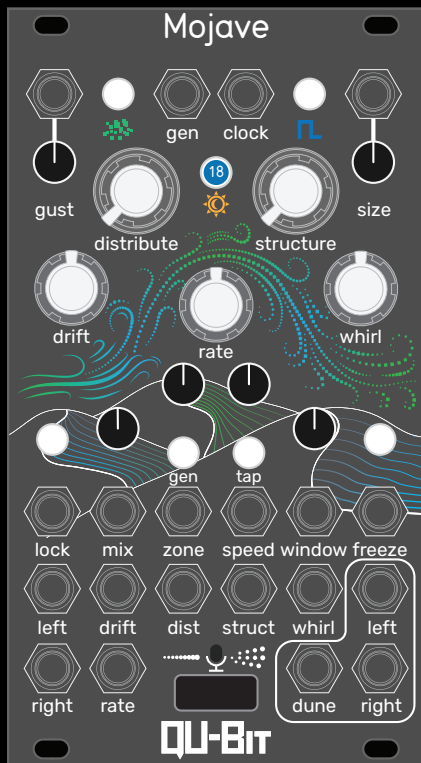 Mojave
gen clock
gust size
18
distribute structure
drift whirl
rate
gen tap
lock mix zone speed window freeze
left drift dist struct whirl left
right rate dune right
QU-Bit